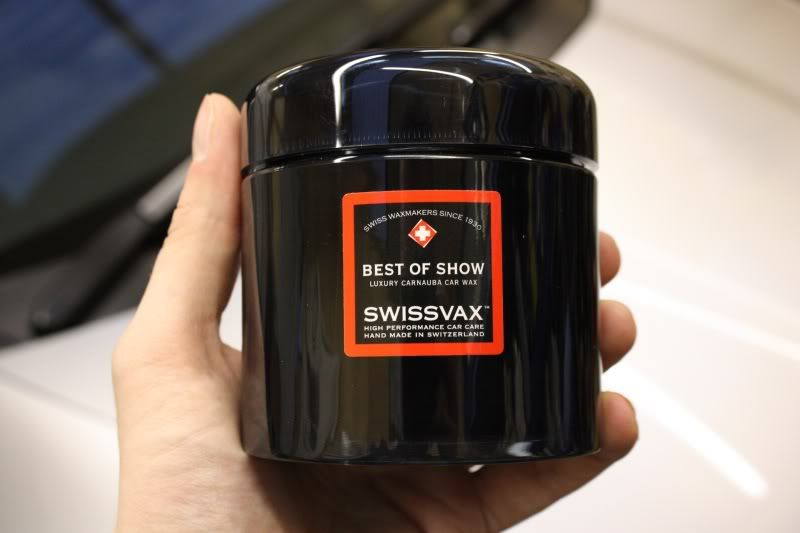 SWISS WAXMAKERS SINCE 1930
BEST OF SHOW
LUXURY CARNAUBA CAR WAX
SWISSVAX™
HIGH PERFORMANCE CAR CARE
HAND MADE IN SWITZERLAND